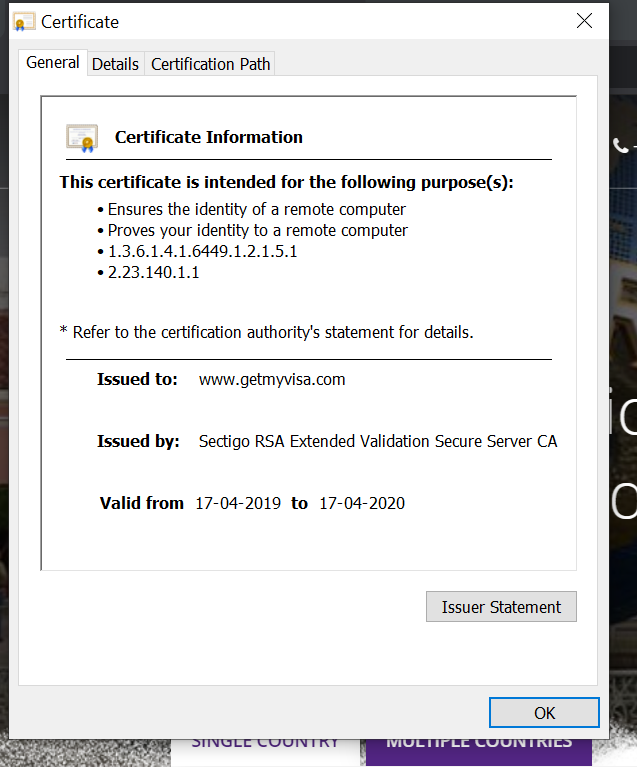 Certificate
General
Details
Certification Path
Certificate Information
This certificate is intended for the following purpose(s):
• Ensures the identity of a remote computer
• Proves your identity to a remote computer
• 1.3.6.1.4.1.6449.1.2.1.5.1
• 2.23.140.1.1
* Refer to the certification authority's statement for details.
Issued to: www.getmyvisa.com
Issued by: Sectigo RSA Extended Validation Secure Server CA
Valid from 17-04-2019 to 17-04-2020
Issuer Statement
OK
SINGLE COUNTRY
MULTIPLE COUNTRIES